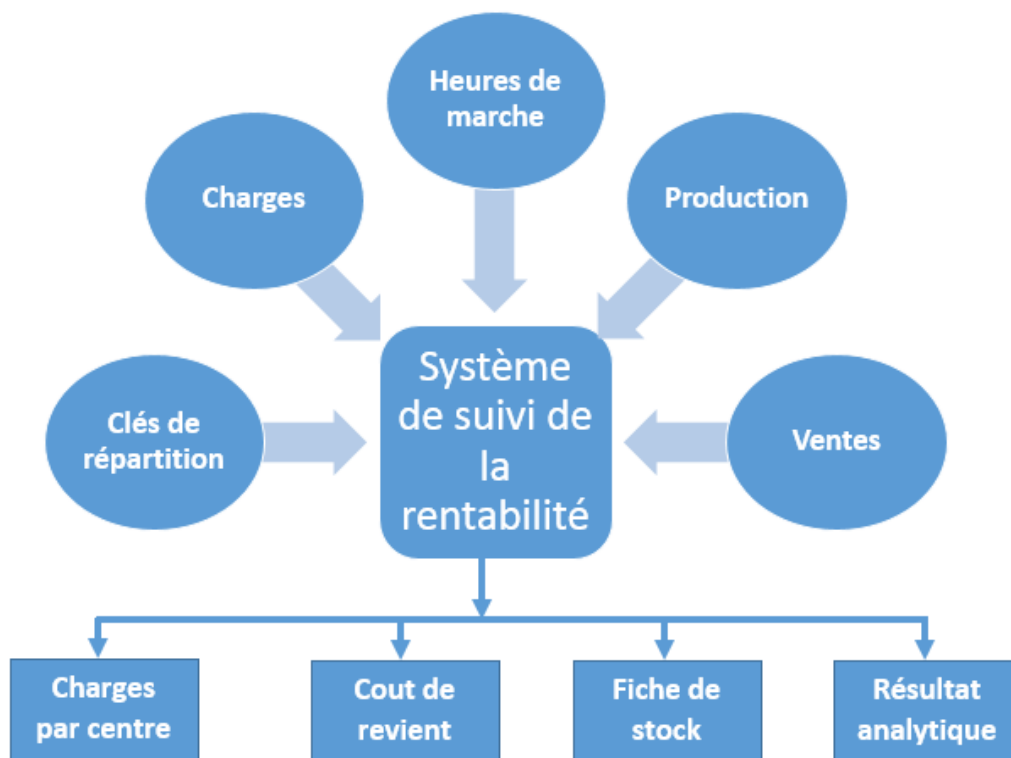 Heures de
marche
Charges
Production
Système
de suivi de
la
rentabilité
Clés de
répartition
Ventes
Charges
par centre
Cout de
revient
Fiche de
stock
Résultat
analytique